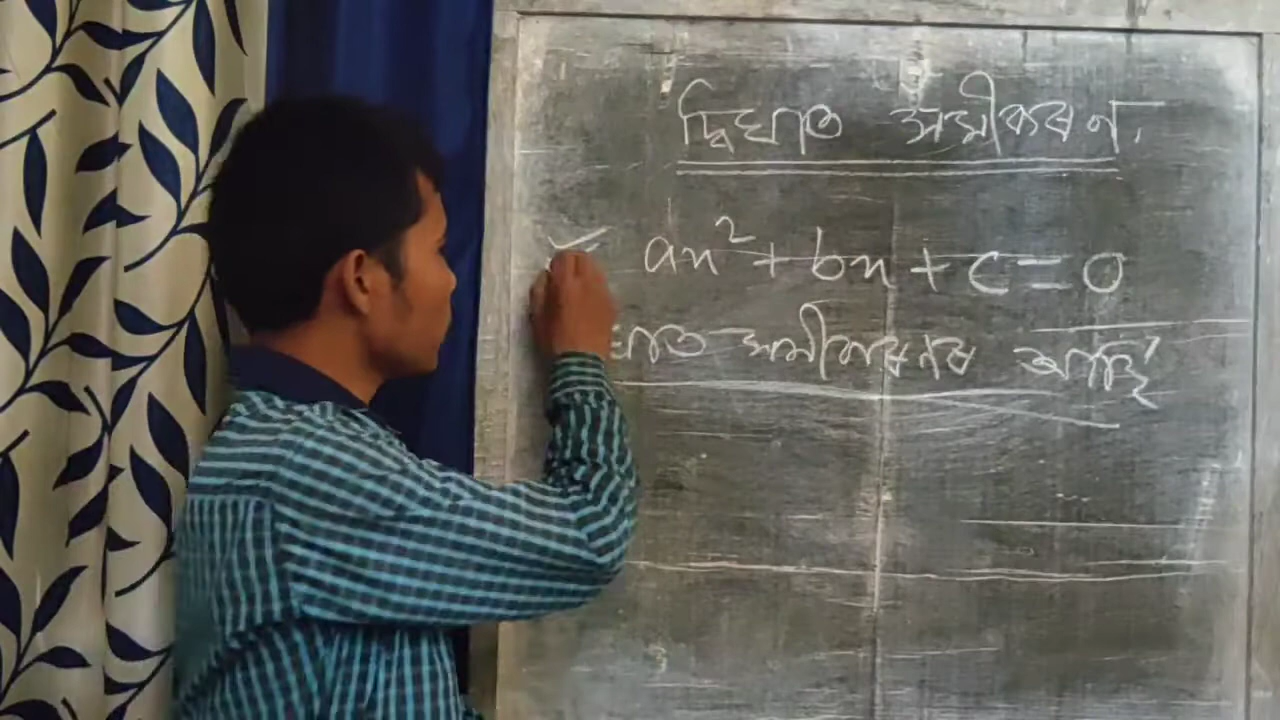 দ্বিঘাত সমীকৰণ
ax² + bx + c = 0
ঘাত সমীকৰণৰ আৰ্হি